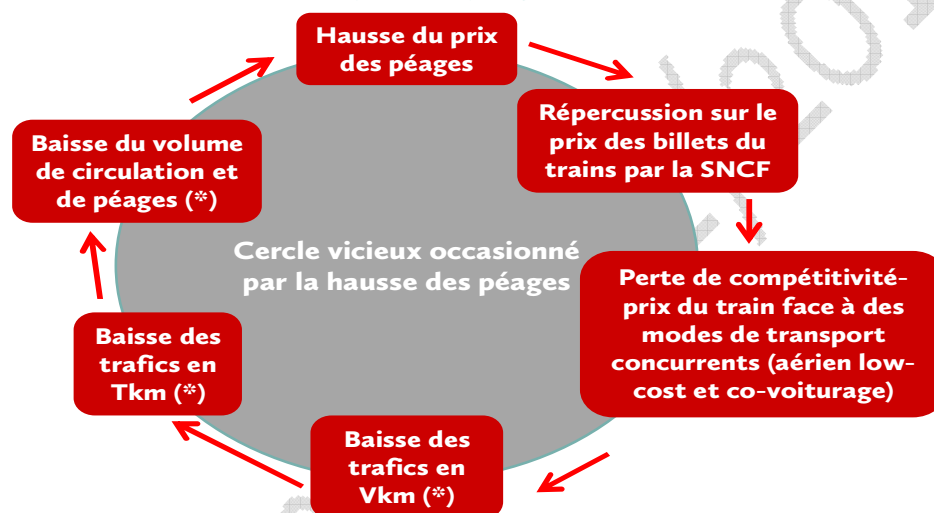 Hausse du prix
des péages
Répercussion sur le
prix des billets du
trains par la SNCF
Perte de compétitivité-
prix du train face à des
modes de transport
concurrents (aérien low-
cost et co-voiturage)
Baisse des
trafics en
Vkm (*)
Baisse des
trafics en
Tkm (*)
Baisse du volume
de circulation et
de péages (*)
Cercle vicieux occasionné
par la hausse des péages